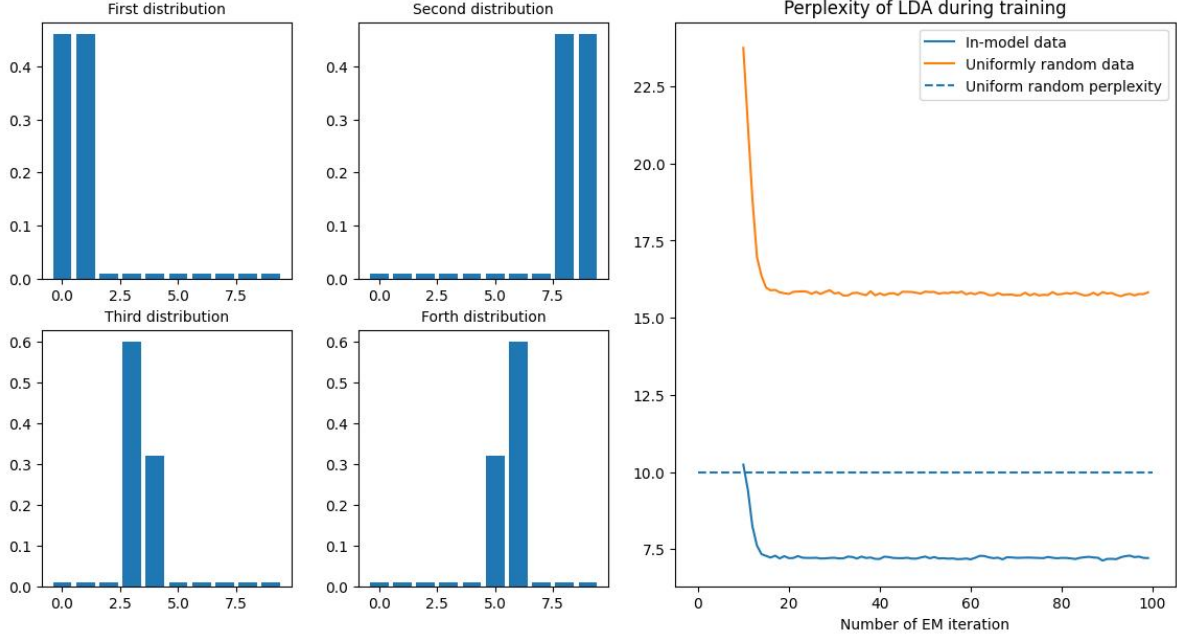 First distribution
0.4
0.3
0.2
0.1
0.0
0.0 2.5 5.0 7.5
Second distribution
0.4
0.3
0.2
0.1
0.0
0.0 2.5 5.0 7.5
Third distribution
0.6
0.5
0.4
0.3
0.2
0.1
0.0
0.0 2.5 5.0 7.5
Forth distribution
0.6
0.5
0.4
0.3
0.2
0.1
0.0
0.0 2.5 5.0 7.5
Perplexity of LDA during training
In-model data
Uniformly random data
Uniform random perplexity
22.5
20.0
17.5
15.0
12.5
10.0
7.5
0 20 40 60 80 100
Number of EM iteration